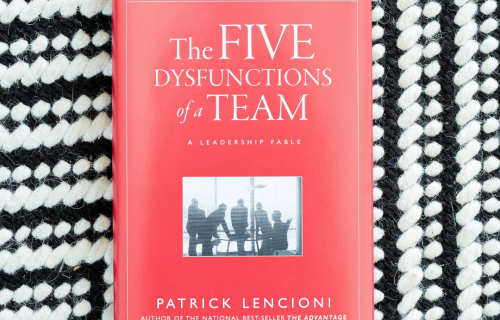 The FIVE
DYSFUNCTIONS
of a TEAM
A LEADERSHIP FABLE
PATRICK LENCIONI
AUTHOR OF THE NATIONAL BEST-SELLER THE ADVANTAGE